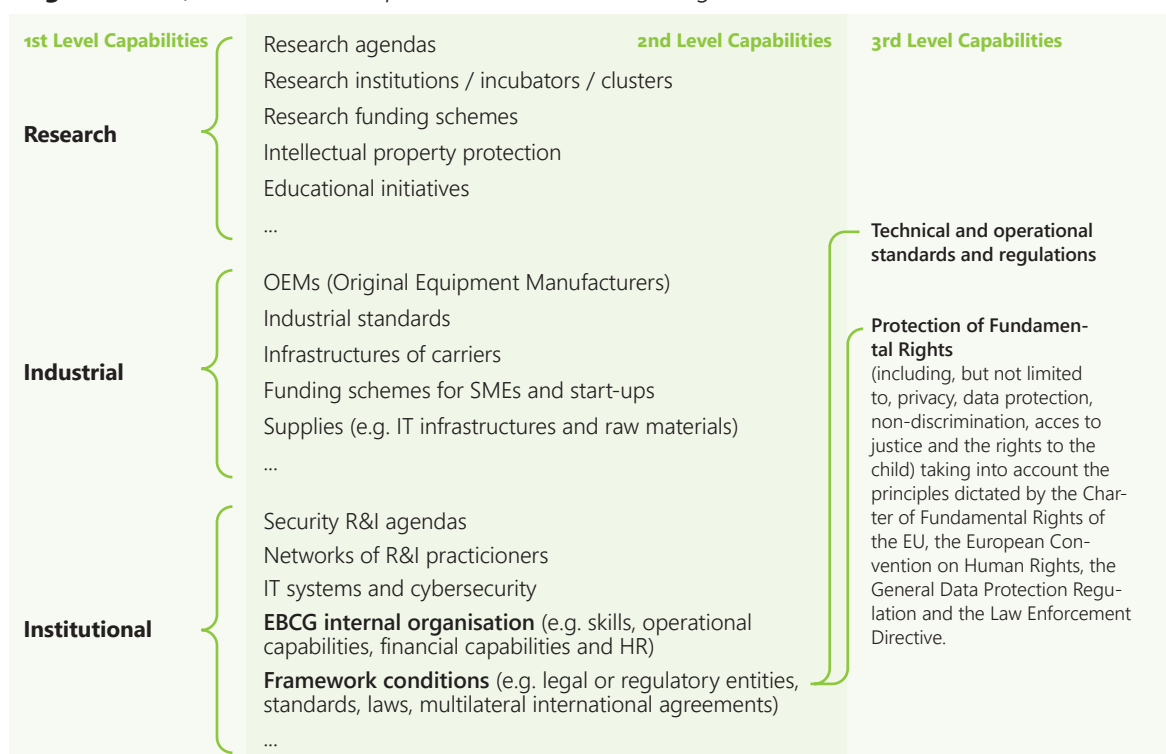 1st Level Capabilities
2nd Level Capabilities
3rd Level Capabilities
Research
Research agendas
Research institutions / incubators / clusters
Research funding schemes
Intellectual property protection
Educational initiatives
...
Industrial
OEMs (Original Equipment Manufacturers)
Industrial standards
Infrastructures of carriers
Funding schemes for SMEs and start-ups
Supplies (e.g. IT infrastructures and raw materials)
...
Institutional
Security R&I agendas
Networks of R&I practicioners
IT systems and cybersecurity
EBCG internal organisation (e.g. skills, operational
capabilities, financial capabilities and HR)
Framework conditions (e.g. legal or regulatory entities,
standards, laws, multilateral international agreements)
...
Technical and operational
standards and regulations
Protection of Fundamen-
tal Rights
(including, but not limited
to, privacy, data protection,
non-discrimination, acces to
justice and the rights to the
child) taking into account the
principles dictated by the Char-
ter of Fundamental Rights of
the EU, the European Con-
vention on Human Rights, the
General Data Protection Regu-
lation and the Law Enforcement
Directive.